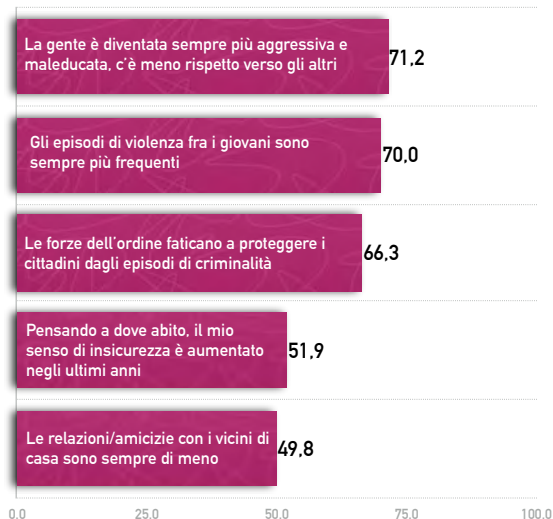 La gente è diventata sempre più aggressiva e
maleducata, c'è meno rispetto verso gli altri
71,2
Gli episodi di violenza fra i giovani sono
sempre più frequenti
70,0
Le forze dell'ordine faticano a proteggere i
cittadini dagli episodi di criminalità
66,3
Pensando a dove abito, il mio
senso di insicurezza è aumentato
negli ultimi anni
51,9
Le relazioni/amicizie con i vicini di
casa sono sempre di meno
49,8
0.0 25.0 50.0 75.0 100.0